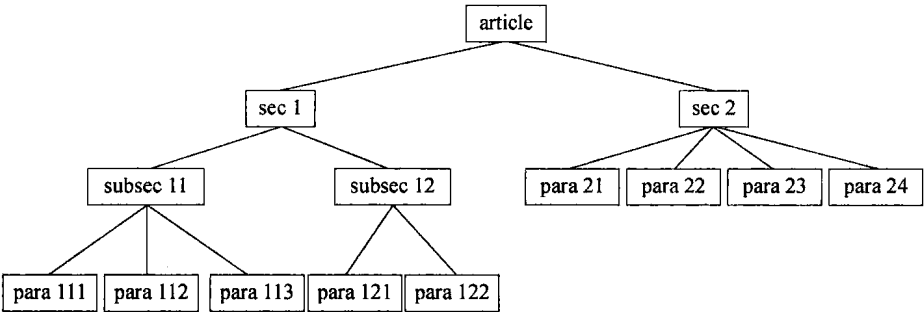 article
sec 1
sec 2
subsec 11
subsec 12
para 21
para 22
para 23
para 24
para 111
para 112
para 113
para 121
para 122